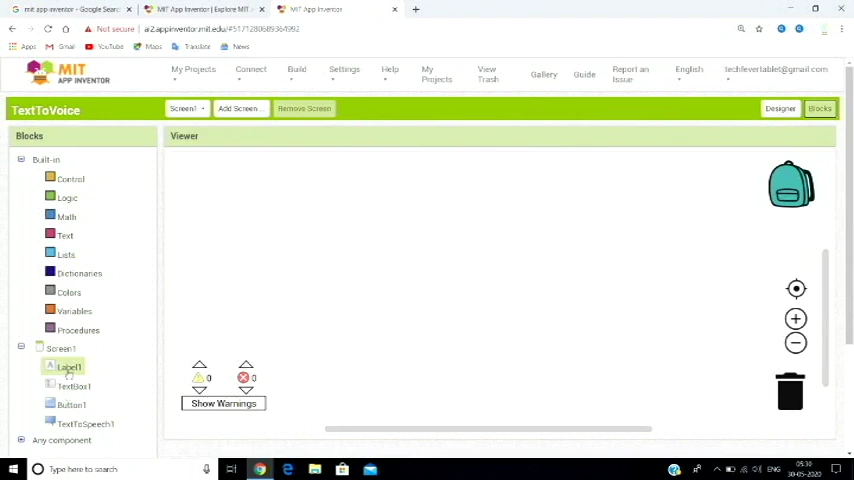 mit app inventor - Google Search
MIT App Inventor | Explore MIT A
MIT App Inventor
Not secure | ai2.appinventor.mit.edu/#5171280689364992
Apps
Gmail
YouTube
Maps
Translate
News
MIT
APP INVENTOR
My Projects
Connect
Build
Settings
Help
My Projects
View Trash
Gallery
Guide
Report an Issue
English
techfevertablet@gmail.com
TextToVoice
Screen1
Add Screen ...
Remove Screen
Designer
Blocks
Blocks
Viewer
Built-in
Control
Logic
Math
Text
Lists
Dictionaries
Colors
Variables
Procedures
Screen1
Label1
TextBox1
Button1
TextToSpeech1
Any component
0
0
Show Warnings
Type here to search
ENG
05:30
30-05-2020